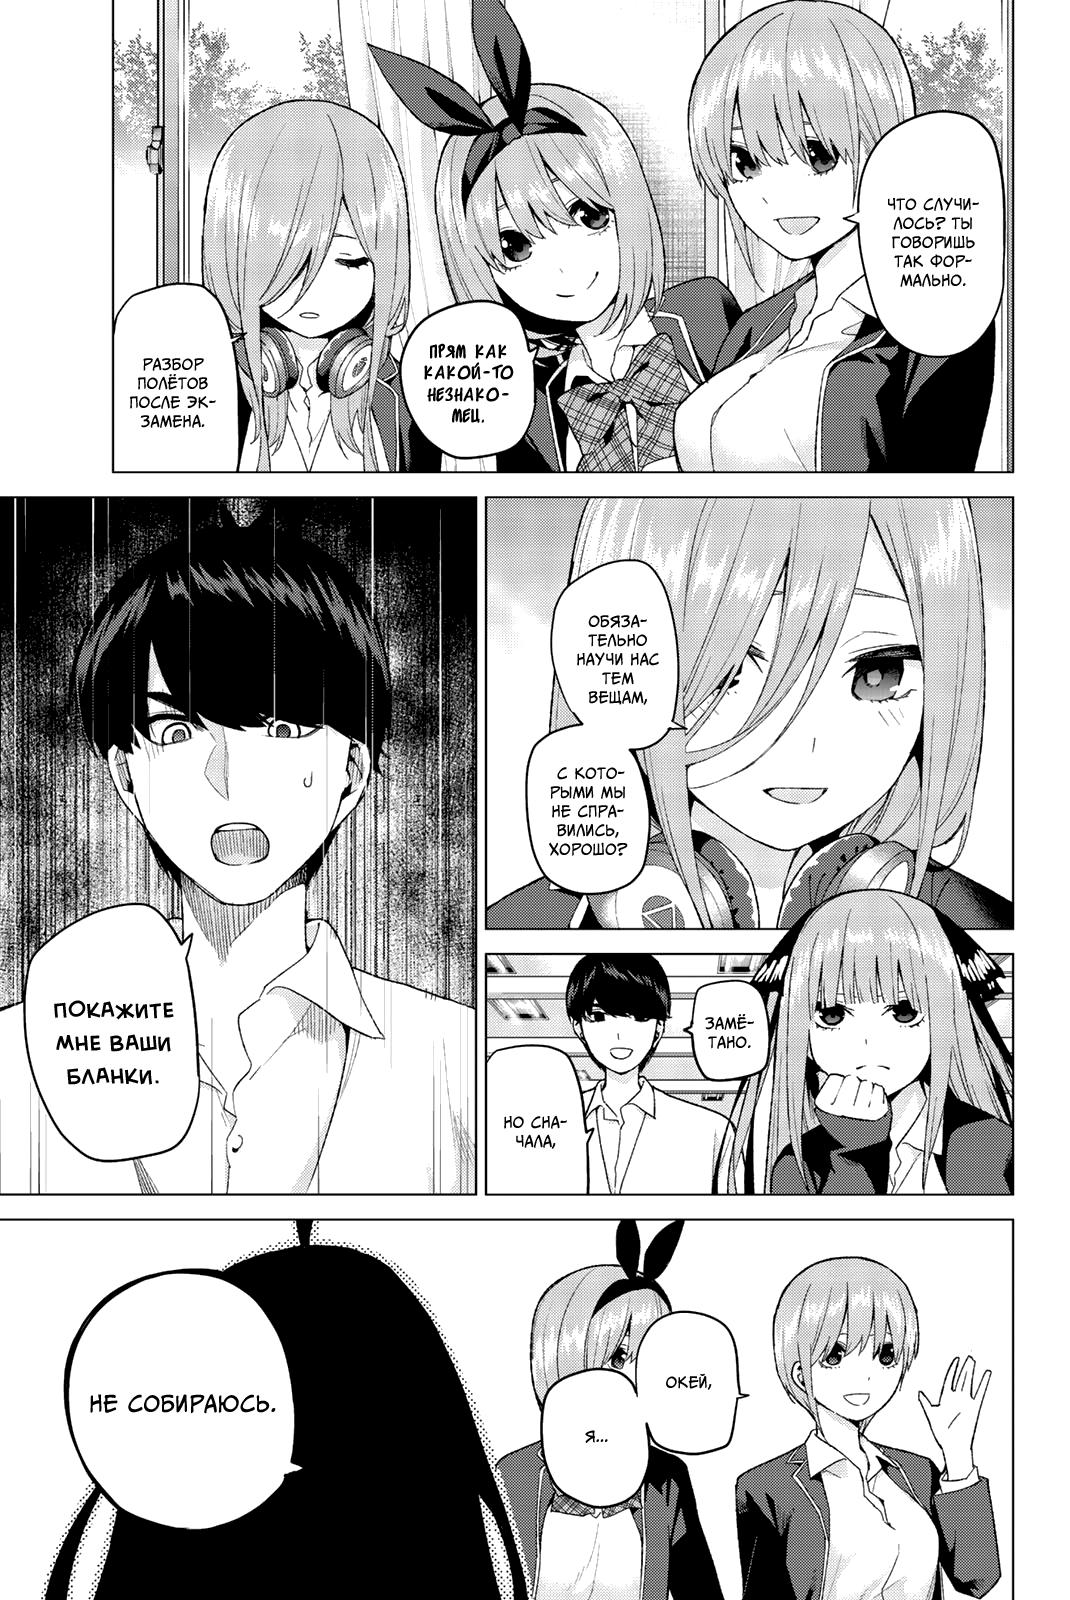 ЧТО СЛУЧИ-
ЛОСЬ? ТЫ
ГОВОРИШЬ
ТАК ФОР-
МАЛЬНО.
ПРЯМ КАК
КАКОЙ-ТО
НЕЗНАКО-
МЕЦ.
РАЗБОР
ПОЛЁТОВ
ПОСЛЕ ЭК-
ЗАМЕНА.
ОБЯЗА-
ТЕЛЬНО
НАУЧИ НАС
ТЕМ
ВЕЩАМ,
С КОТО-
РЫМИ МЫ
НЕ СПРА-
ВИЛИСЬ,
ХОРОШО?
ЗАМЁ-
ТАНО.
НО СНА-
ЧАЛА,
ПОКАЖИТЕ
МНЕ ВАШИ
БЛАНКИ.
ОКЕЙ,
Я...
НЕ СОБИРАЮСЬ.